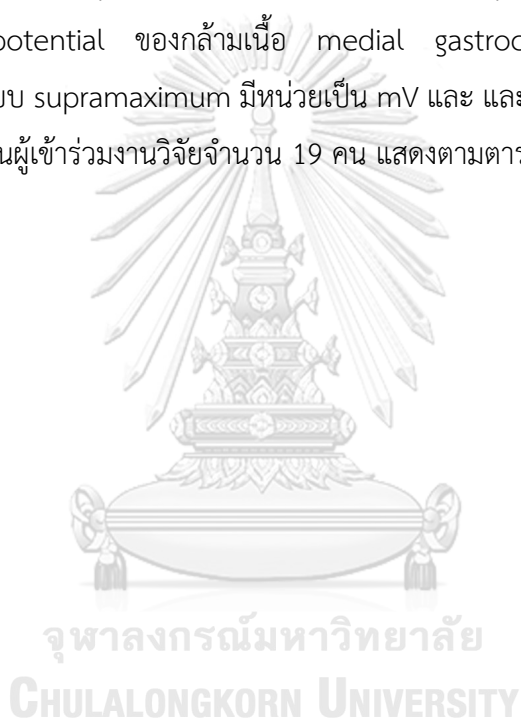 potential ของกล้ามเนื้อ medial gastroc
บบ supramaximum มีหน่วยเป็น mV และ และ
นผู้เข้าร่วมงานวิจัยจำนวน 19 คน แสดงตามตาร
จุฬาลงกรณ์มหาวิทยาลัย
CHULALONGKORN UNIVERSITY